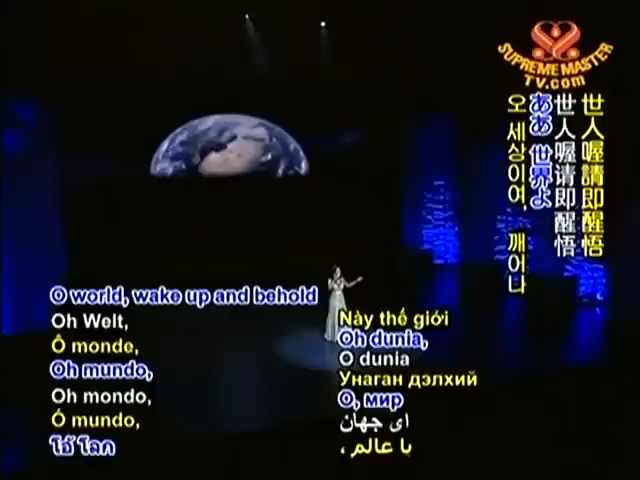 SUPREME MASTER
TV.com
世人喔請即醒悟
世人喔请即醒悟
ああ 世界よ
오 세상이여, 깨어나
O world, wake up and behold
Oh Welt,
Ô monde,
Oh mundo,
Oh mondo,
Ó mundo,
โอ้ โลก
Này thế giới
Oh dunia,
O dunia
Унаган дэлхий
О, мир
ای جهان
يا عالم ،